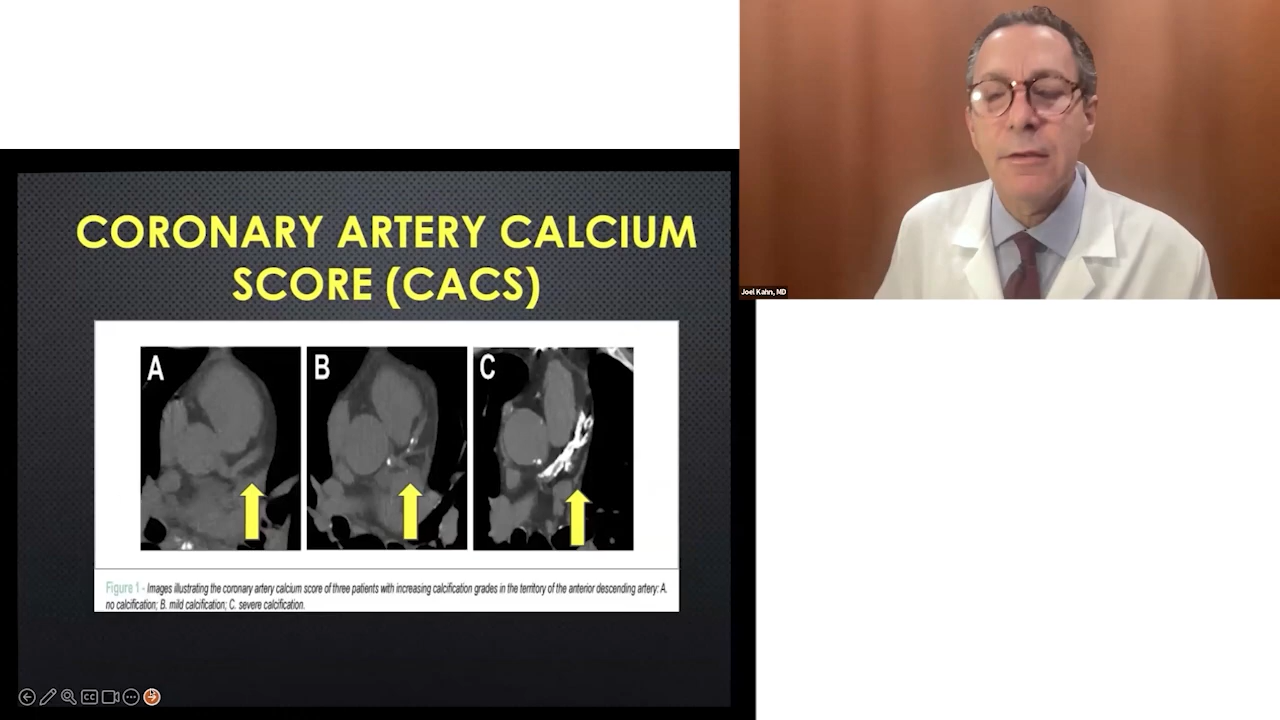 CORONARY ARTERY CALCIUM
SCORE (CACS)
A
B
C
Figure 1 - Images illustrating the coronary artery calcium score of three patients with increasing calcification grades in the territory of the anterior descending artery: A.
no calcification; B. mild calcification; C. severe calcification.
CC
Joel Kahn, MD